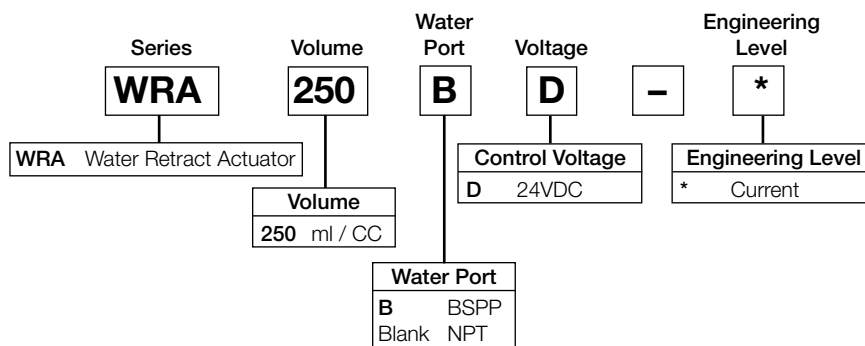 Series
Volume
Water
Port
Voltage
Engineering
Level
WRA
250
B
D
–
*
WRA Water Retract Actuator
Volume
250 ml / CC
Water Port
B BSPP
Blank NPT
Control Voltage
D 24VDC
Engineering Level
* Current